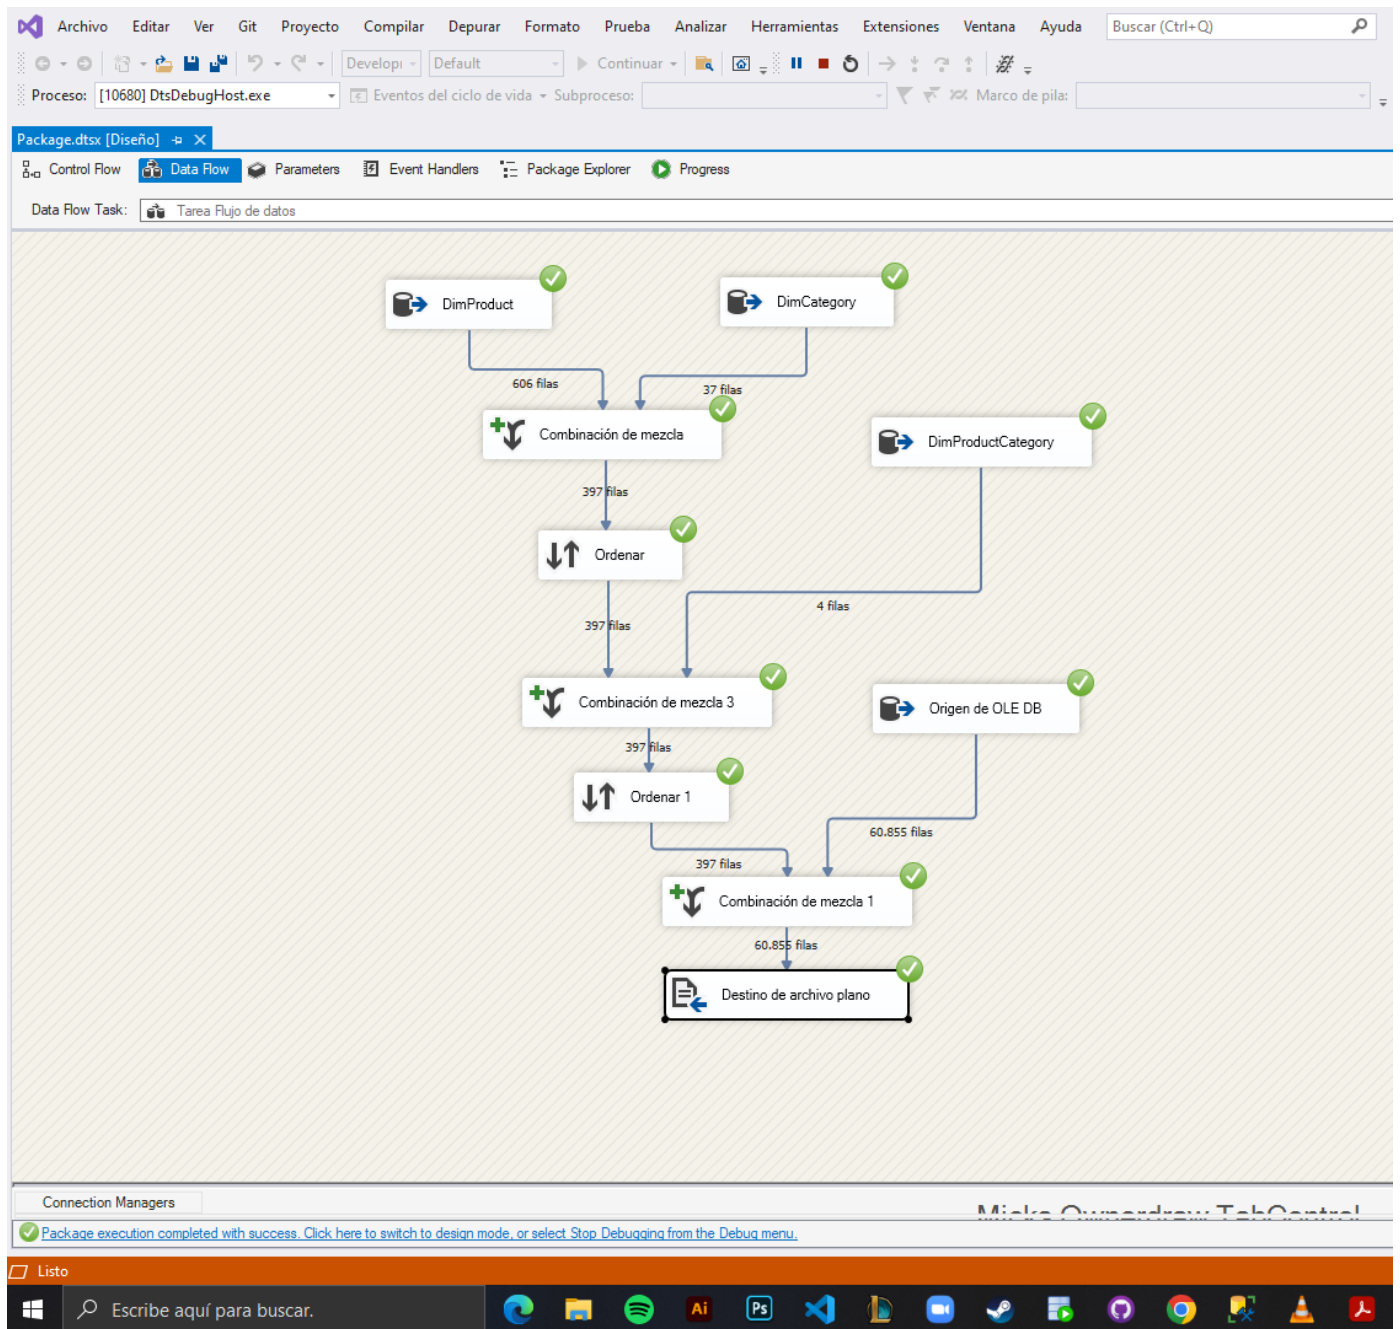 Archivo Editar Ver Git Proyecto Compilar Depurar Formato Prueba Analizar Herramientas Extensiones Ventana Ayuda Buscar (Ctrl+Q)
Developi Default Continuar
Proceso: [10680] DtsDebugHost.exe Eventos del ciclo de vida Subproceso: Marco de pila:
Package.dtsx [Diseño]
Control Flow Data Flow Parameters Event Handlers Package Explorer Progress
Data Flow Task: Tarea Flujo de datos
DimProduct DimCategory
606 filas 37 filas
Combinación de mezcla DimProductCategory
397 filas
Ordenar
4 filas
397 filas
Combinación de mezcla 3 Origen de OLE DB
397 filas
Ordenar 1
60.855 filas
397 filas
Combinación de mezcla 1
60.855 filas
Destino de archivo plano
Connection Managers
Micks Ownerdraw TabControl
Package execution completed with success. Click here to switch to design mode, or select Stop Debugging from the Debug menu.
Listo
Escribe aquí para buscar. Ai Ps